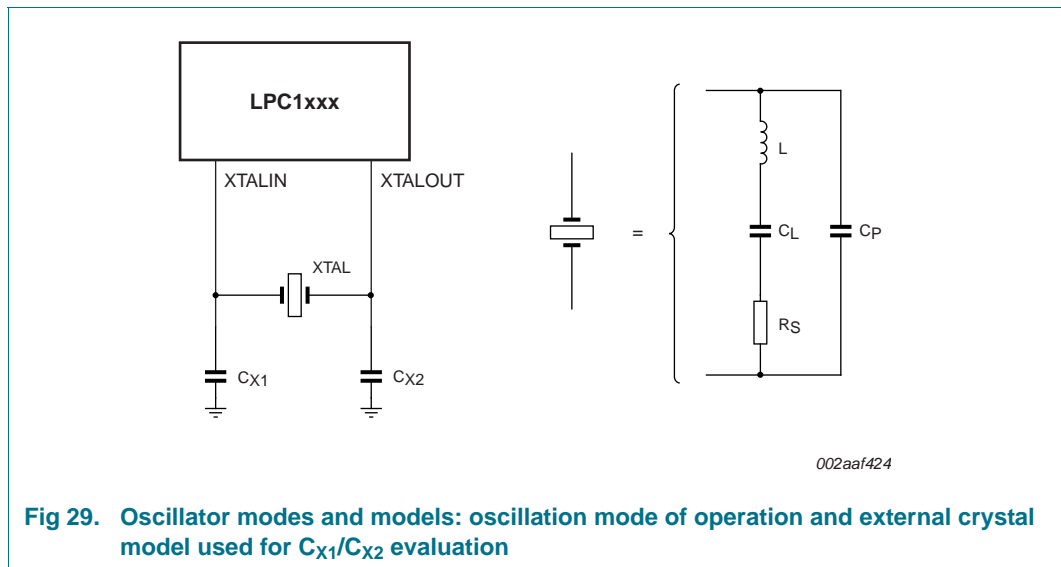 LPC1xxx
XTALIN
XTALOUT
XTAL
CX1
CX2
=
L
CL
CP
RS
002aaf424
Fig 29. Oscillator modes and models: oscillation mode of operation and external crystal
model used for CX1/CX2 evaluation